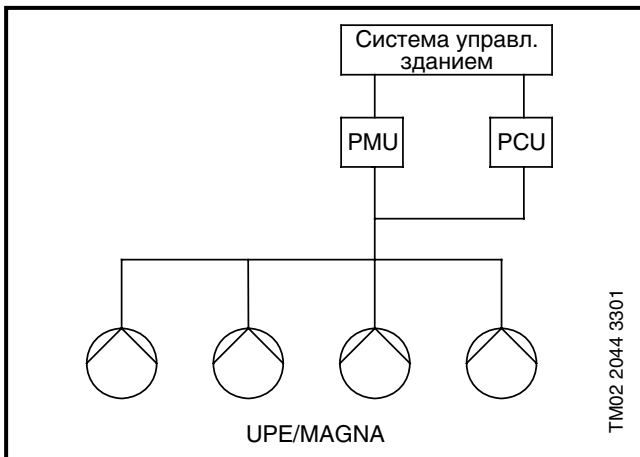 Система управл.
зданием
PMU
PCU
UPE/MAGNA
TM02 2044 3301